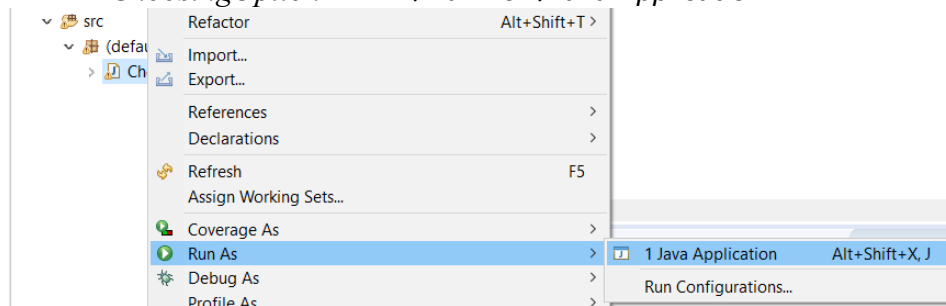 src
Refactor Alt+Shift+T >
(defau
Import...
> Ch
Export...
References >
Declarations >
Refresh F5
Assign Working Sets...
Coverage As >
Run As > 1 Java Application Alt+Shift+X, J
Debug As >
Run Configurations...
Profile As >